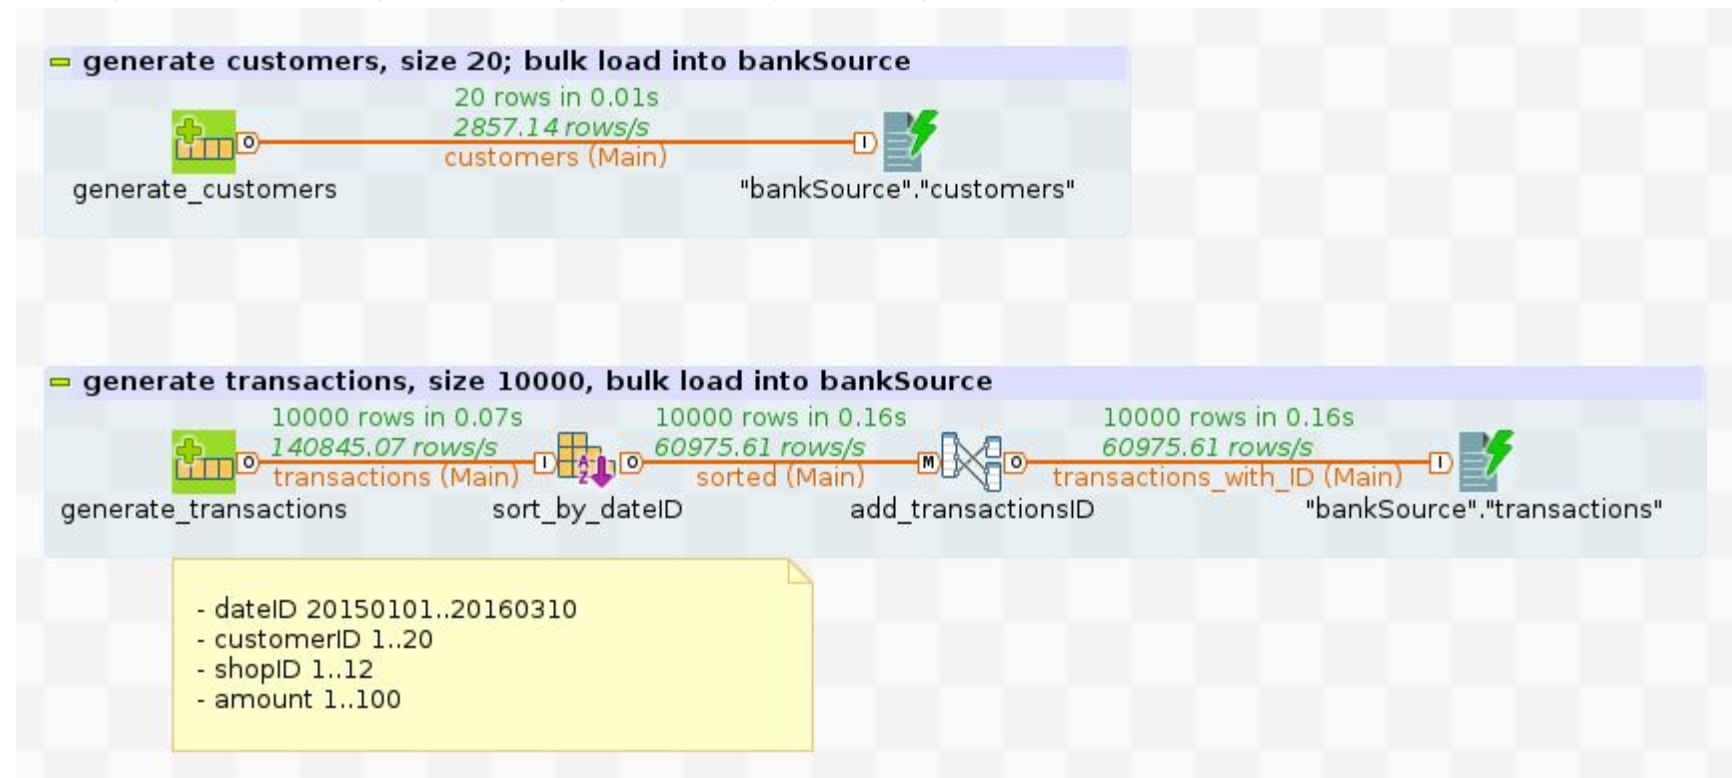 generate customers, size 20; bulk load into bankSource
20 rows in 0.01s
2857.14 rows/s
O
I
customers (Main)
generate_customers
"bankSource"."customers"
generate transactions, size 10000, bulk load into bankSource
10000 rows in 0.07s
10000 rows in 0.16s
10000 rows in 0.16s
140845.07 rows/s
60975.61 rows/s
60975.61 rows/s
O
I
A
Z
O
M
O
I
transactions (Main)
sorted (Main)
transactions_with_ID (Main)
generate_transactions
sort_by_dateID
add_transactionsID
"bankSource"."transactions"
- dateID 20150101..20160310
- customerID 1..20
- shopID 1..12
- amount 1..100